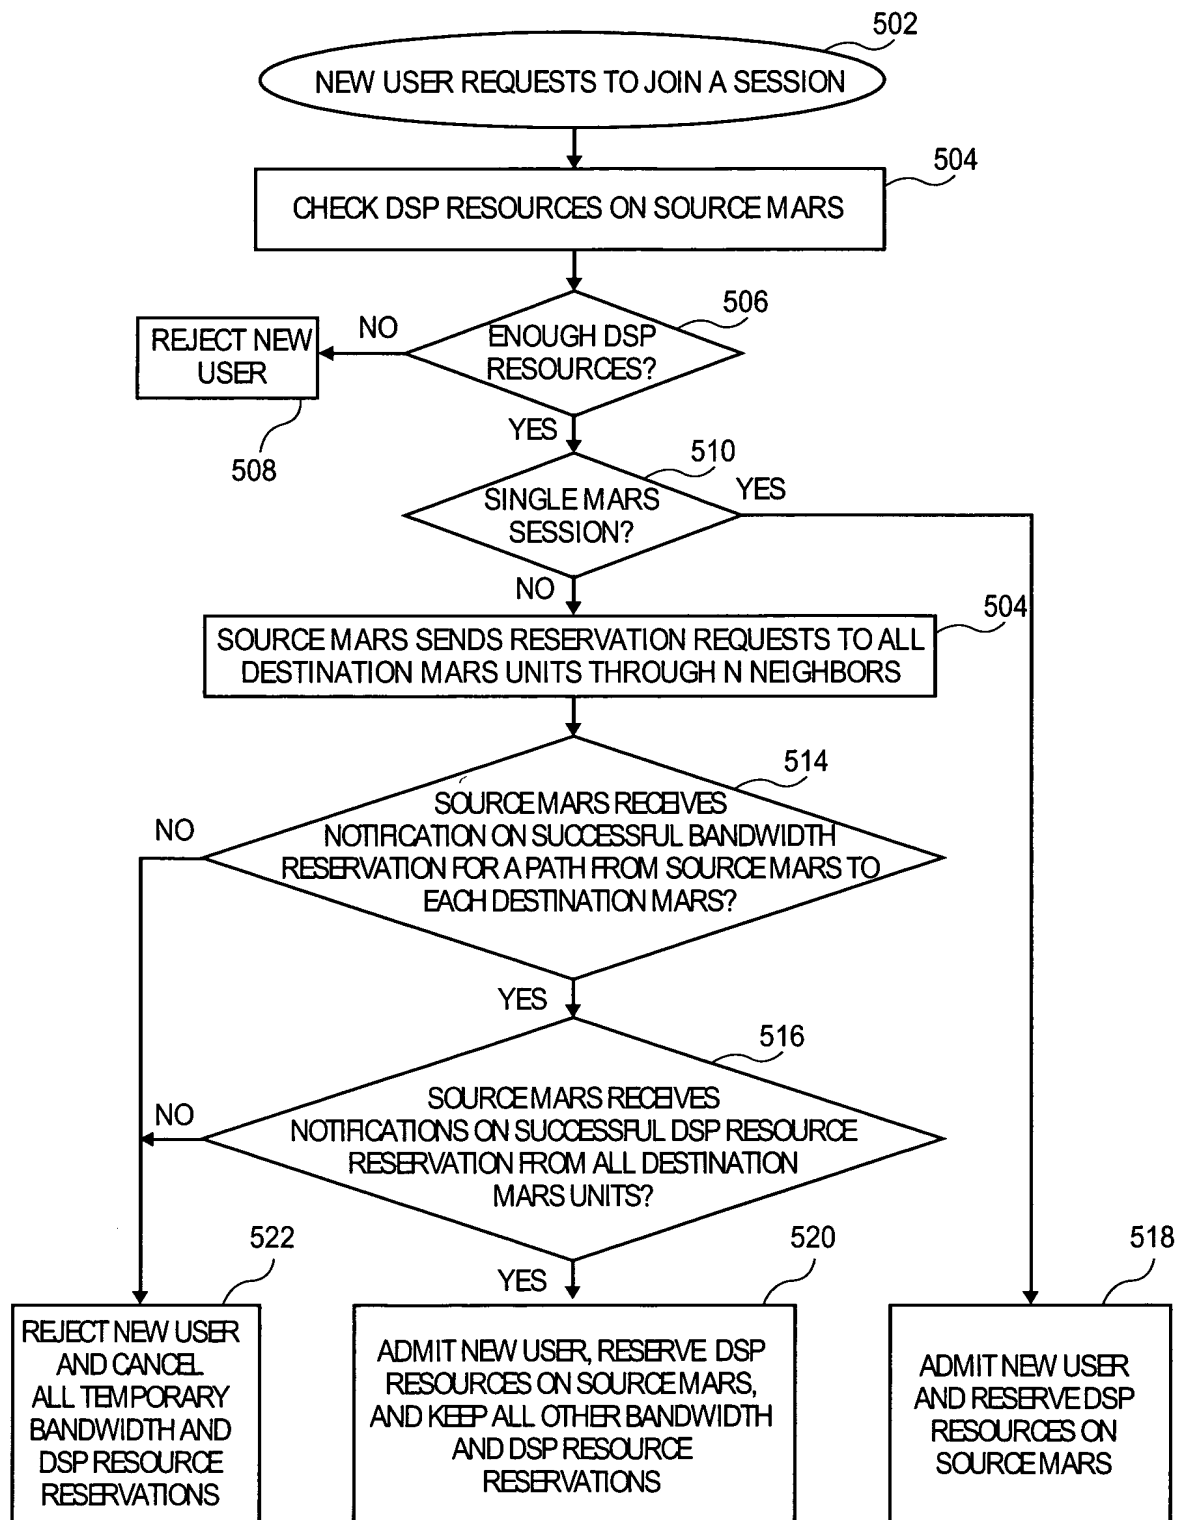 502
NEW USER REQUESTS TO JOIN A SESSION
504
CHECK DSP RESOURCES ON SOURCE MARS
506
ENOUGH DSP
RESOURCES?
NO
REJECT NEW
USER
508
YES
510
SINGLE MARS
SESSION?
YES
NO
504
SOURCE MARS SENDS RESERVATION REQUESTS TO ALL
DESTINATION MARS UNITS THROUGH N NEIGHBORS
514
SOURCE MARS RECEIVES
NOTIFICATION ON SUCCESSFUL BANDWIDTH
RESERVATION FOR A PATH FROM SOURCE MARS TO
EACH DESTINATION MARS?
NO
YES
516
SOURCE MARS RECEIVES
NOTIFICATIONS ON SUCCESSFUL DSP RESOURCE
RESERVATION FROM ALL DESTINATION
MARS UNITS?
NO
YES
522
REJECT NEW USER
AND CANCEL
ALL TEMPORARY
BANDWIDTH AND
DSP RESOURCE
RESERVATIONS
520
ADMIT NEW USER, RESERVE DSP
RESOURCES ON SOURCE MARS,
AND KEEP ALL OTHER BANDWIDTH
AND DSP RESOURCE
RESERVATIONS
518
ADMIT NEW USER
AND RESERVE DSP
RESOURCES ON
SOURCE MARS